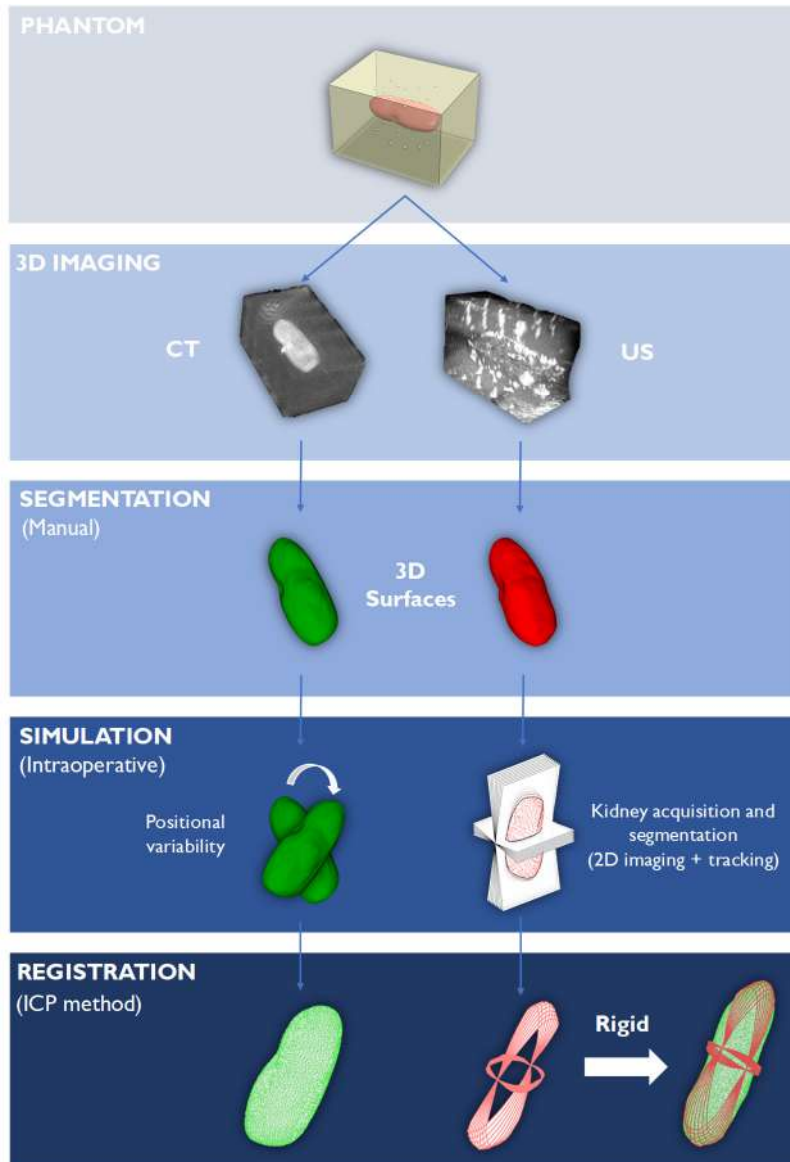 PHANTOM
3D IMAGING
CT
US
SEGMENTATION
(Manual)
3D
Surfaces
SIMULATION
(Intraoperative)
Positional
variability
Kidney acquisition and
segmentation
(2D imaging + tracking)
REGISTRATION
(ICP method)
Rigid